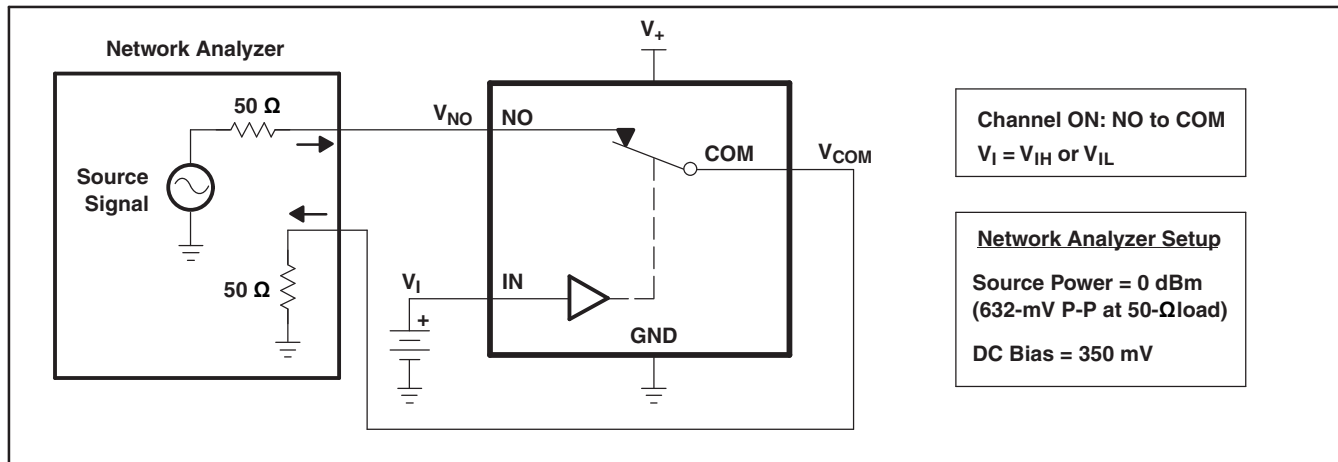 Network Analyzer
50 Ω
Source
Signal
50 Ω
V+
VNO
NO
COM
VCOM
VI
+
IN
GND
Channel ON: NO to COM
VI = VIH or VIL
Network Analyzer Setup
Source Power = 0 dBm
(632-mV P-P at 50-Ωload)
DC Bias = 350 mV